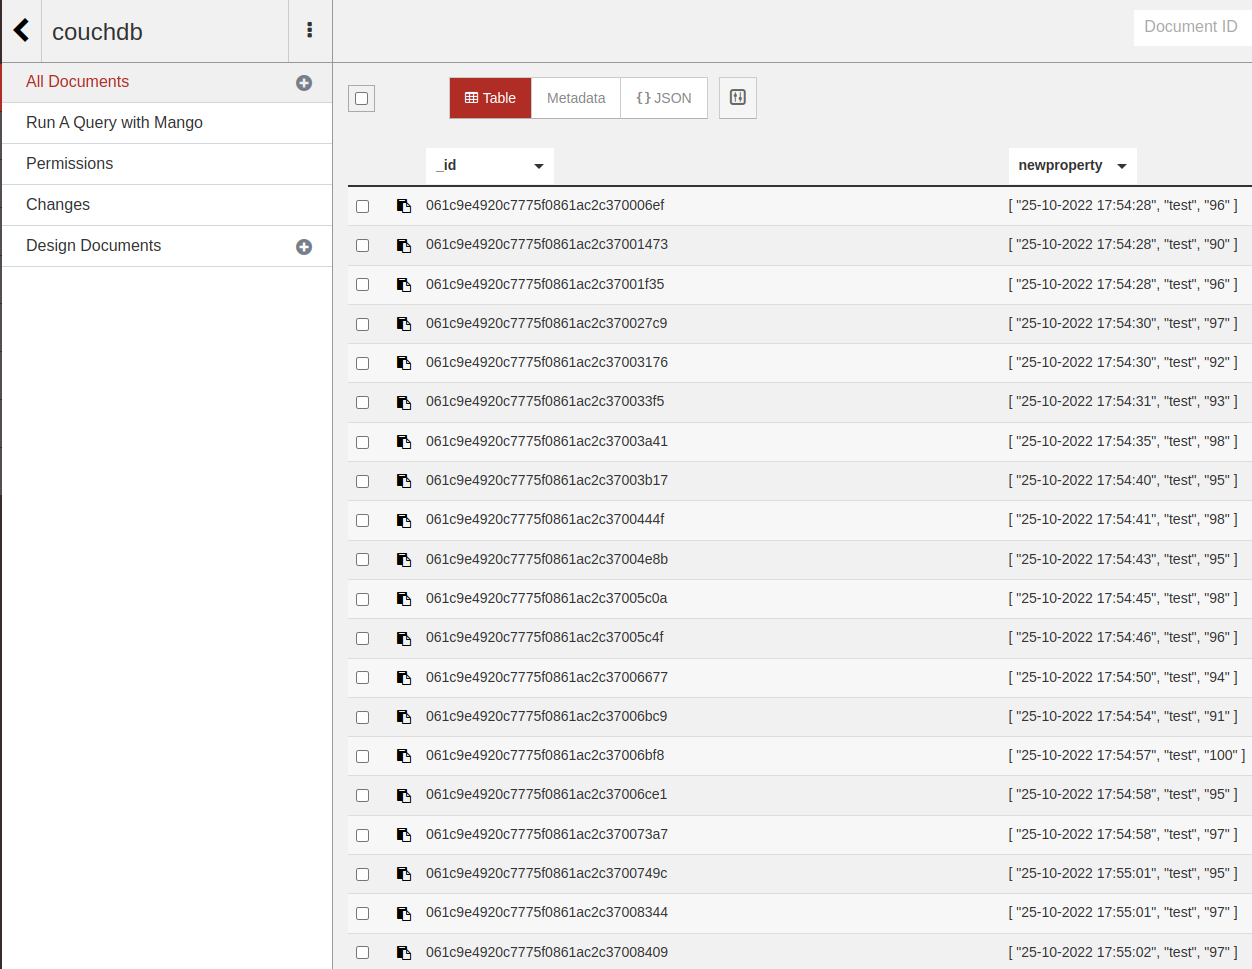 couchdb
Document ID
All Documents
Run A Query with Mango
Permissions
Changes
Design Documents
Table Metadata {} JSON
_id newproperty
061c9e4920c7775f0861ac2c370006ef [ "25-10-2022 17:54:28", "test", "96" ]
061c9e4920c7775f0861ac2c37001473 [ "25-10-2022 17:54:28", "test", "90" ]
061c9e4920c7775f0861ac2c37001f35 [ "25-10-2022 17:54:28", "test", "96" ]
061c9e4920c7775f0861ac2c370027c9 [ "25-10-2022 17:54:30", "test", "97" ]
061c9e4920c7775f0861ac2c37003176 [ "25-10-2022 17:54:30", "test", "92" ]
061c9e4920c7775f0861ac2c370033f5 [ "25-10-2022 17:54:31", "test", "93" ]
061c9e4920c7775f0861ac2c37003a41 [ "25-10-2022 17:54:35", "test", "98" ]
061c9e4920c7775f0861ac2c37003b17 [ "25-10-2022 17:54:40", "test", "95" ]
061c9e4920c7775f0861ac2c3700444f [ "25-10-2022 17:54:41", "test", "98" ]
061c9e4920c7775f0861ac2c37004e8b [ "25-10-2022 17:54:43", "test", "95" ]
061c9e4920c7775f0861ac2c37005c0a [ "25-10-2022 17:54:45", "test", "98" ]
061c9e4920c7775f0861ac2c37005c4f [ "25-10-2022 17:54:46", "test", "96" ]
061c9e4920c7775f0861ac2c37006677 [ "25-10-2022 17:54:50", "test", "94" ]
061c9e4920c7775f0861ac2c37006bc9 [ "25-10-2022 17:54:54", "test", "91" ]
061c9e4920c7775f0861ac2c37006bf8 [ "25-10-2022 17:54:57", "test", "100" ]
061c9e4920c7775f0861ac2c37006ce1 [ "25-10-2022 17:54:58", "test", "95" ]
061c9e4920c7775f0861ac2c370073a7 [ "25-10-2022 17:54:58", "test", "97" ]
061c9e4920c7775f0861ac2c3700749c [ "25-10-2022 17:55:01", "test", "95" ]
061c9e4920c7775f0861ac2c37008344 [ "25-10-2022 17:55:01", "test", "97" ]
061c9e4920c7775f0861ac2c37008409 [ "25-10-2022 17:55:02", "test", "97" ]